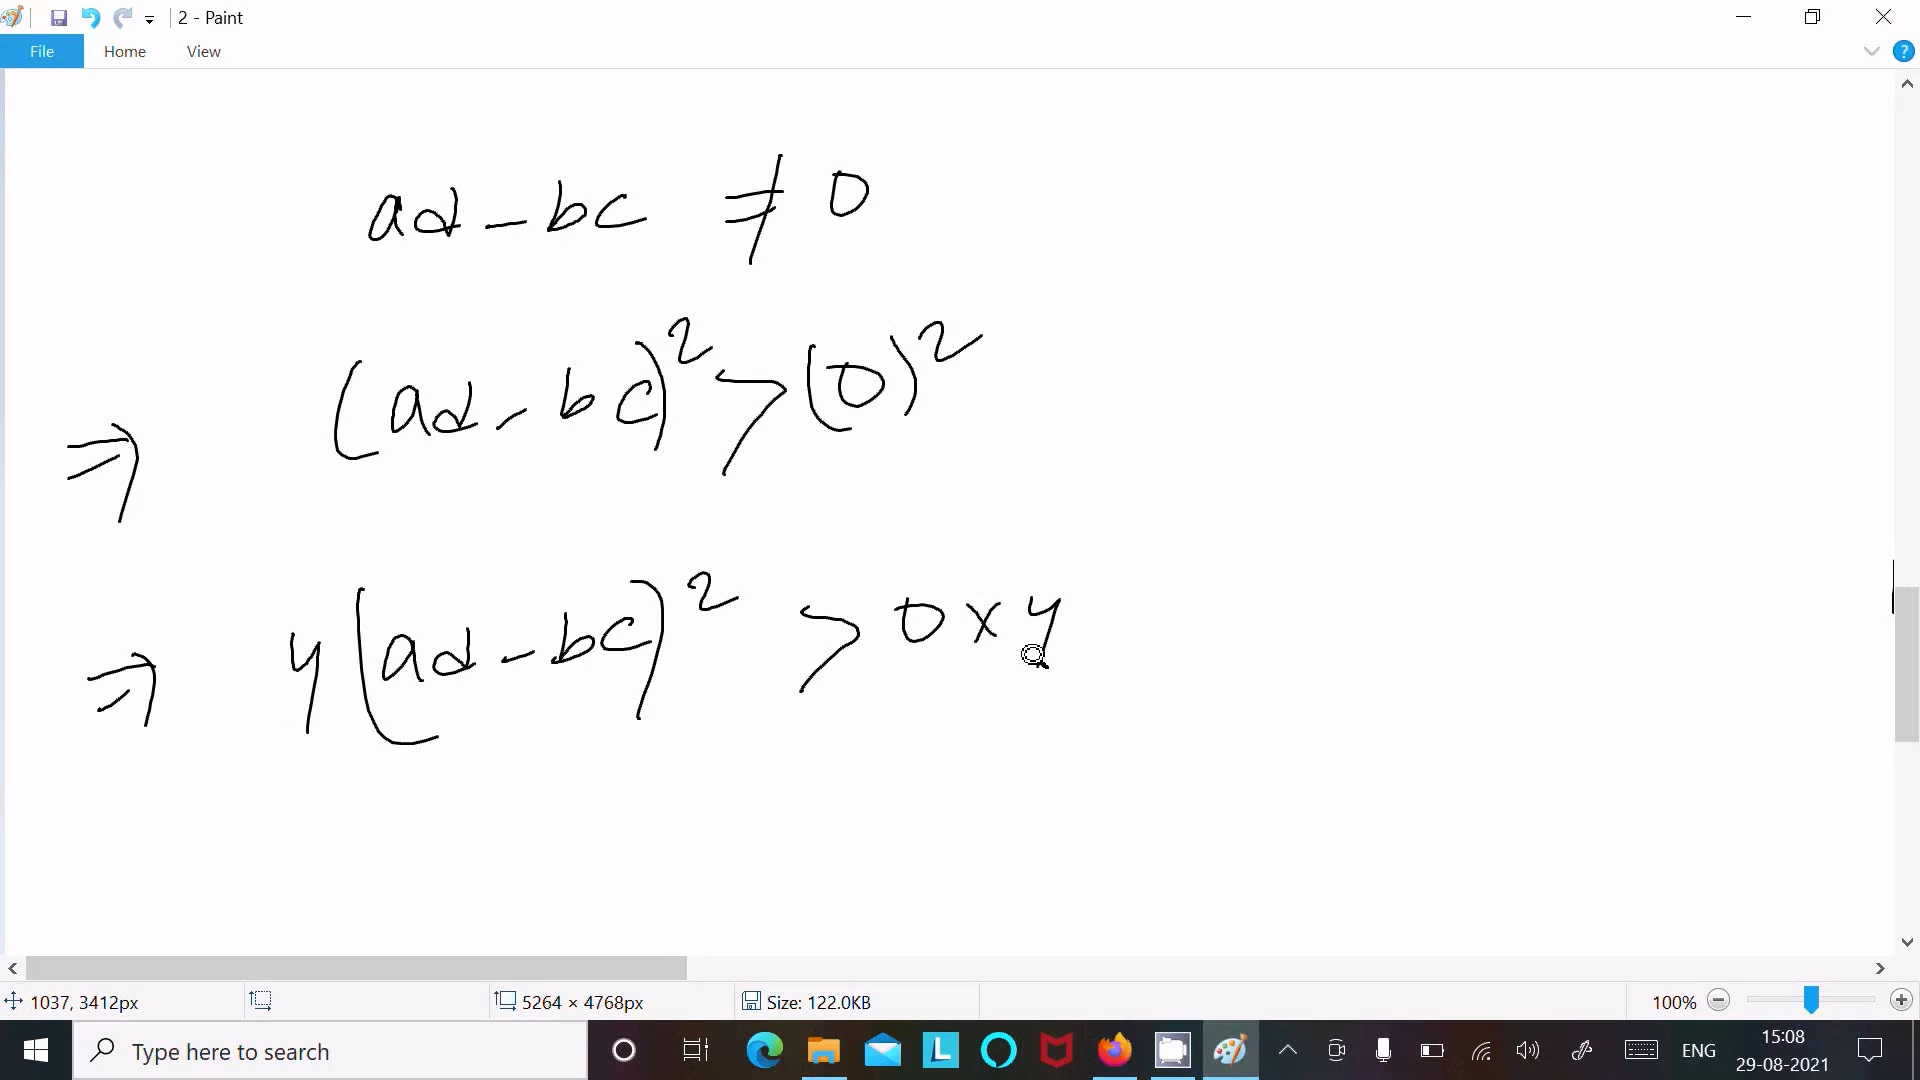 2 - Paint
File Home View
ad - bc ≠ 0
⇒ (ad - bc)² > (0)²
⇒ 4(ad - bc)² > 0 × 4
1037, 3412px 5264 × 4768px Size: 122.0KB 100%
Type here to search ENG 15:08
29-08-2021